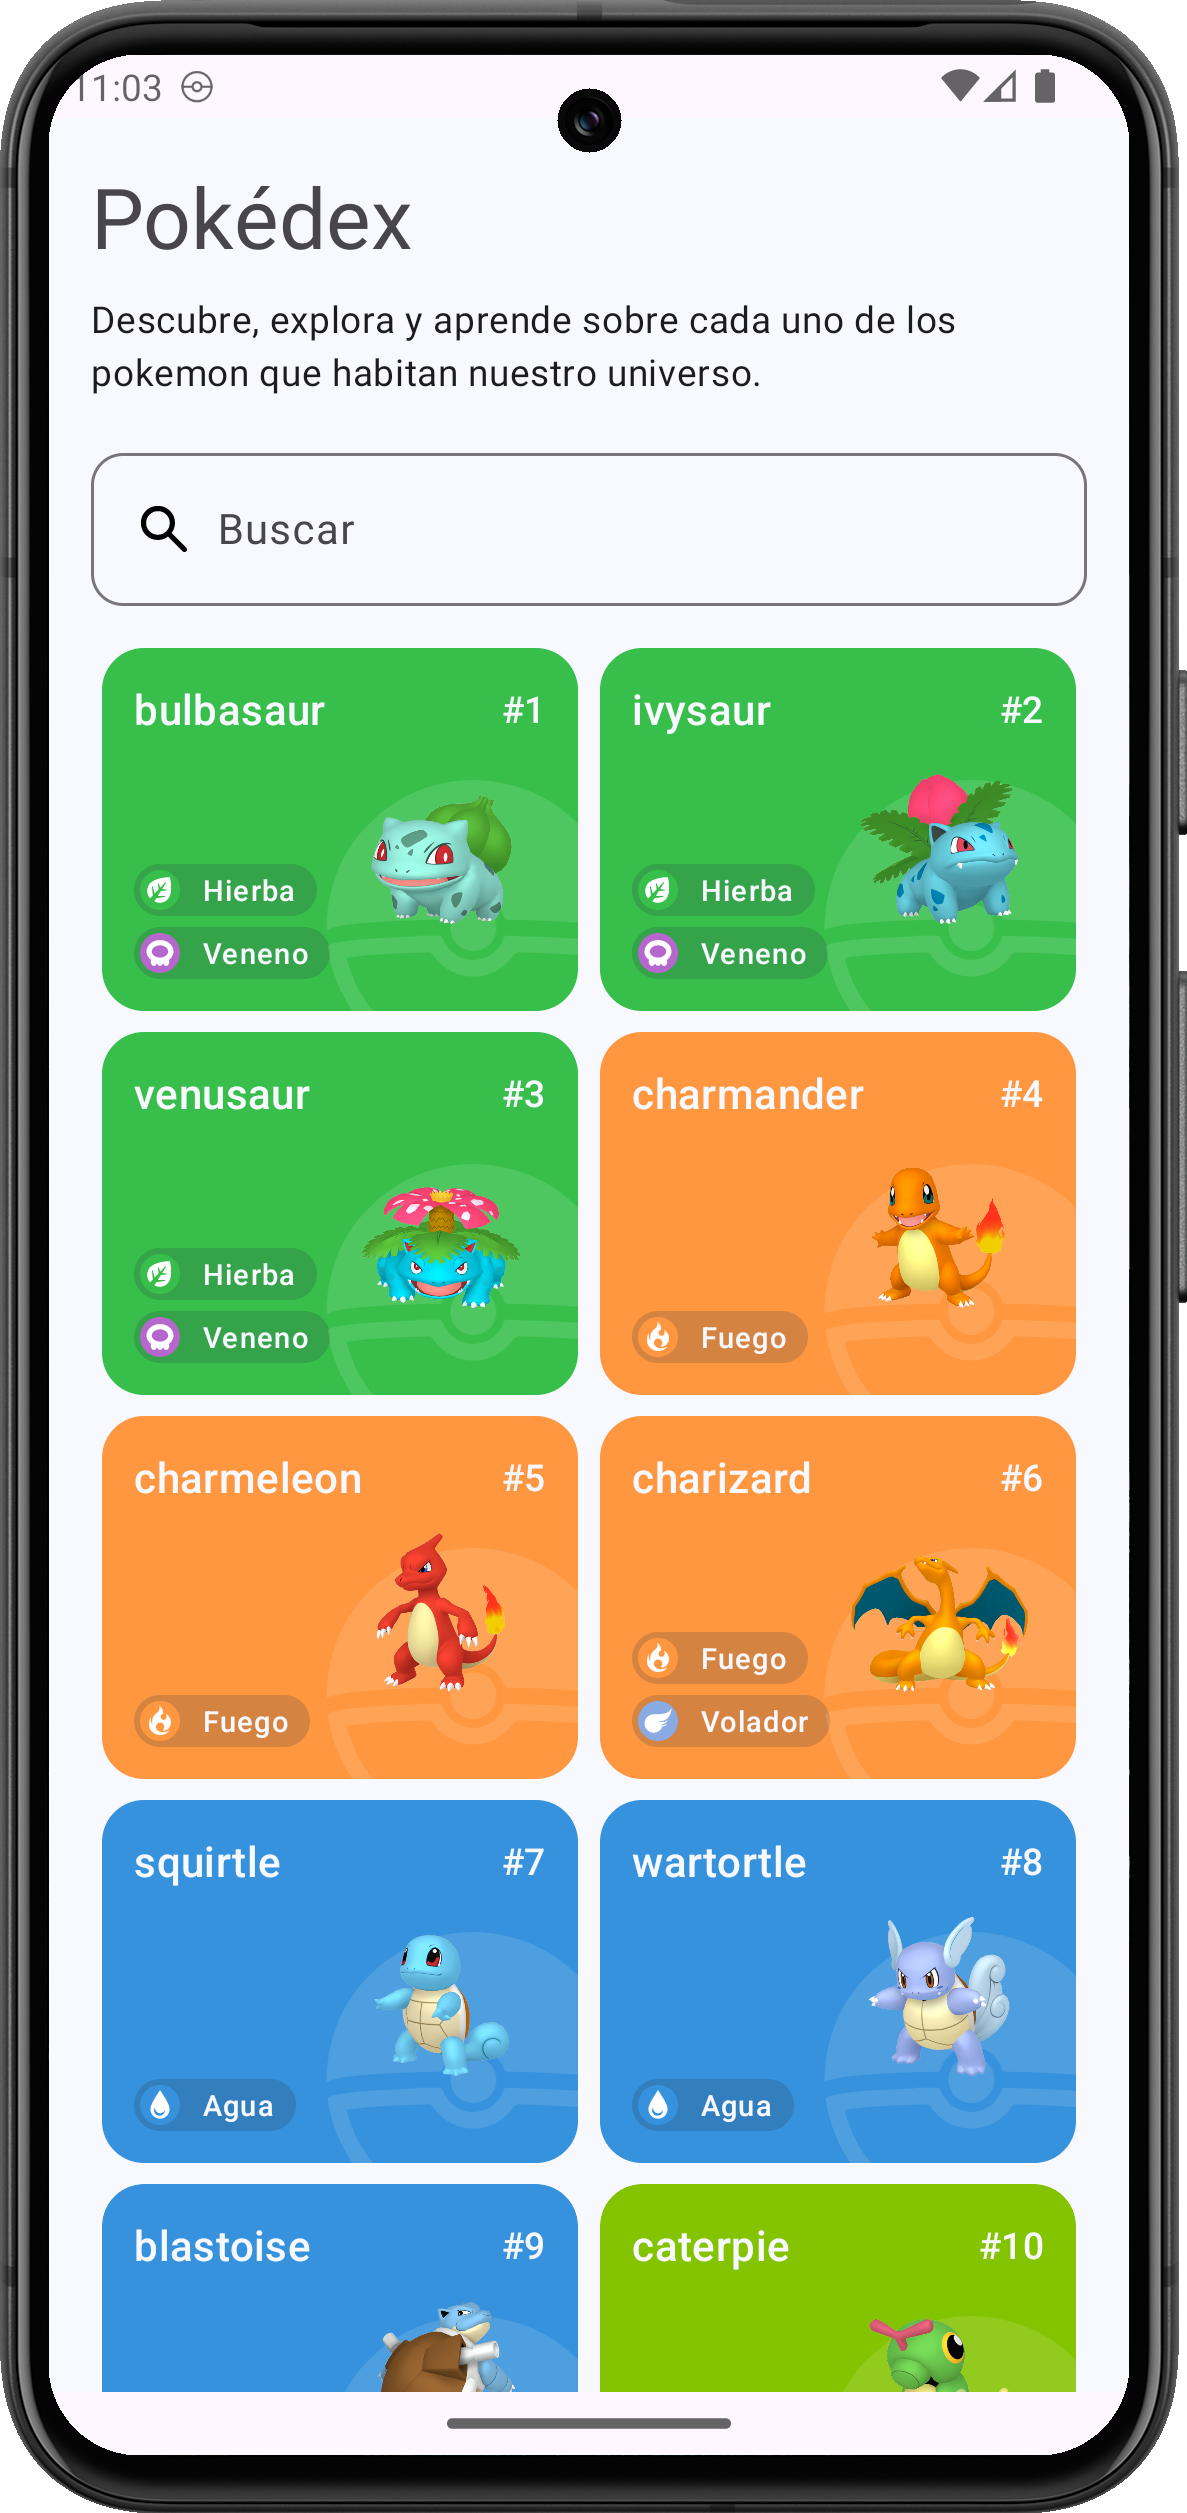 11:03
Pokédex
Descubre, explora y aprende sobre cada uno de los
pokemon que habitan nuestro universo.
Buscar
bulbasaur #1
Hierba
Veneno
ivysaur #2
Hierba
Veneno
venusaur #3
Hierba
Veneno
charmander #4
Fuego
charmeleon #5
Fuego
charizard #6
Fuego
Volador
squirtle #7
Agua
wartortle #8
Agua
blastoise #9
caterpie #10